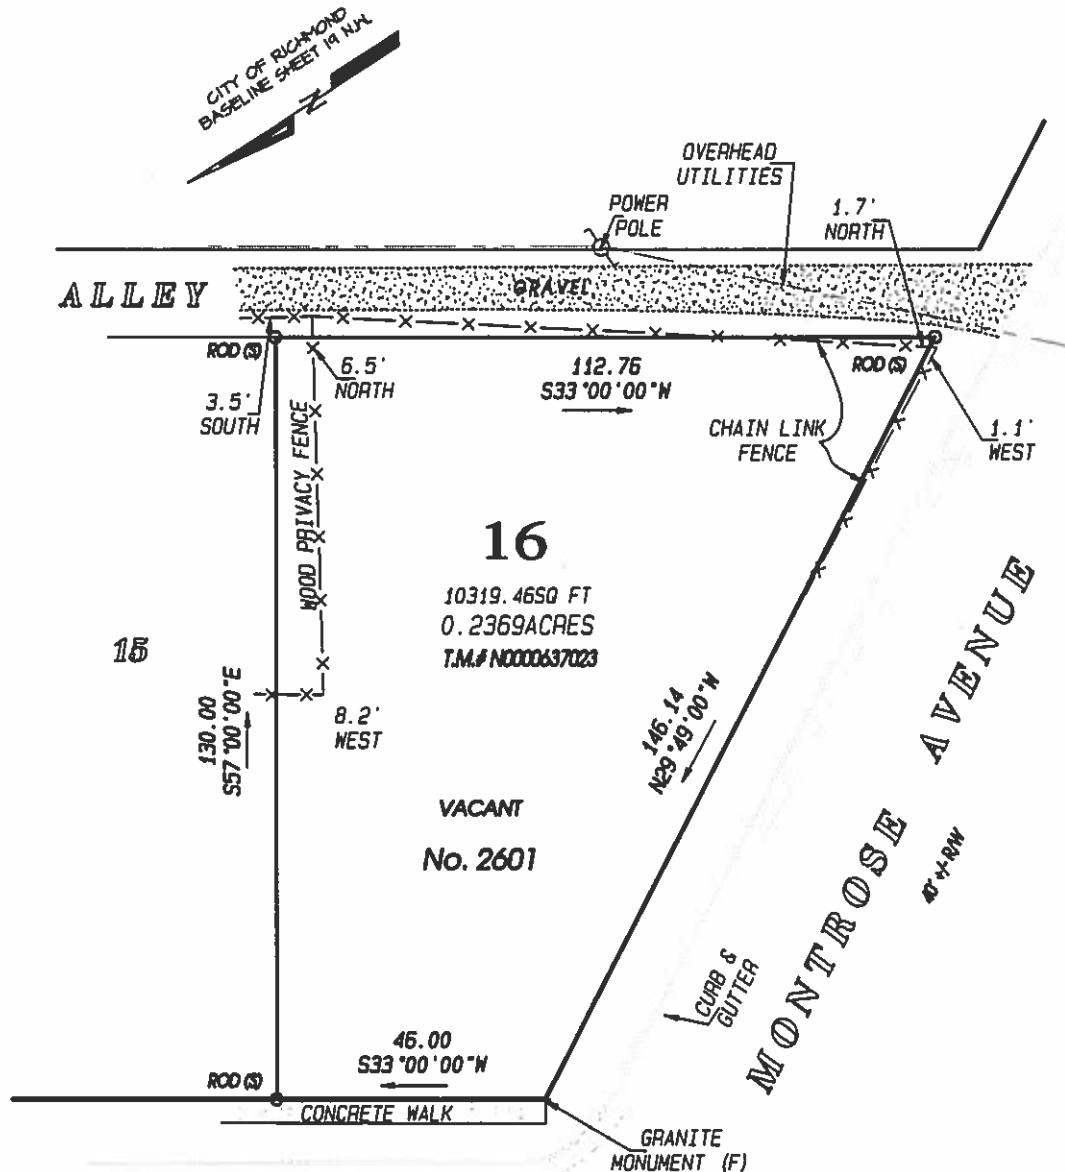 CITY OF RICHMOND
BASELINE SHEET 19 N.W.
N
OVERHEAD
UTILITIES
POWER
POLE
1.7'
NORTH
ALLEY
GRAVEL
ROD (S)
6.5'
NORTH
112.76
S33°00'00"W
ROD (S)
3.5'
SOUTH
CHAIN LINK
FENCE
1.1'
WEST
WOOD PRIVACY FENCE
16
10319.46SQ FT
0.2369ACRES
T.M.# N0000637023
15
130.00
S57°00'00"E
8.2'
WEST
146.14
N29°49'00"W
MONTROSE AVENUE
40' +/- R/W
VACANT
No. 2601
CURB &
GUTTER
46.00
S33°00'00"W
ROD (S)
CONCRETE WALK
GRANITE
MONUMENT (F)